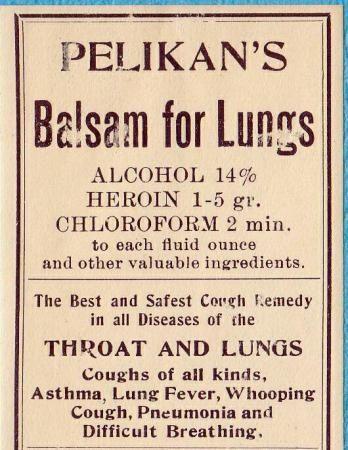 PELIKAN'S
Balsam for Lungs
ALCOHOL 14%
HEROIN 1-5 gr.
CHLOROFORM 2 min.
to each fluid ounce
and other valuable ingredients.
The Best and Safest Cough Remedy
in all Diseases of the
THROAT AND LUNGS
Coughs of all kinds,
Asthma, Lung Fever, Whooping
Cough, Pneumonia and
Difficult Breathing.